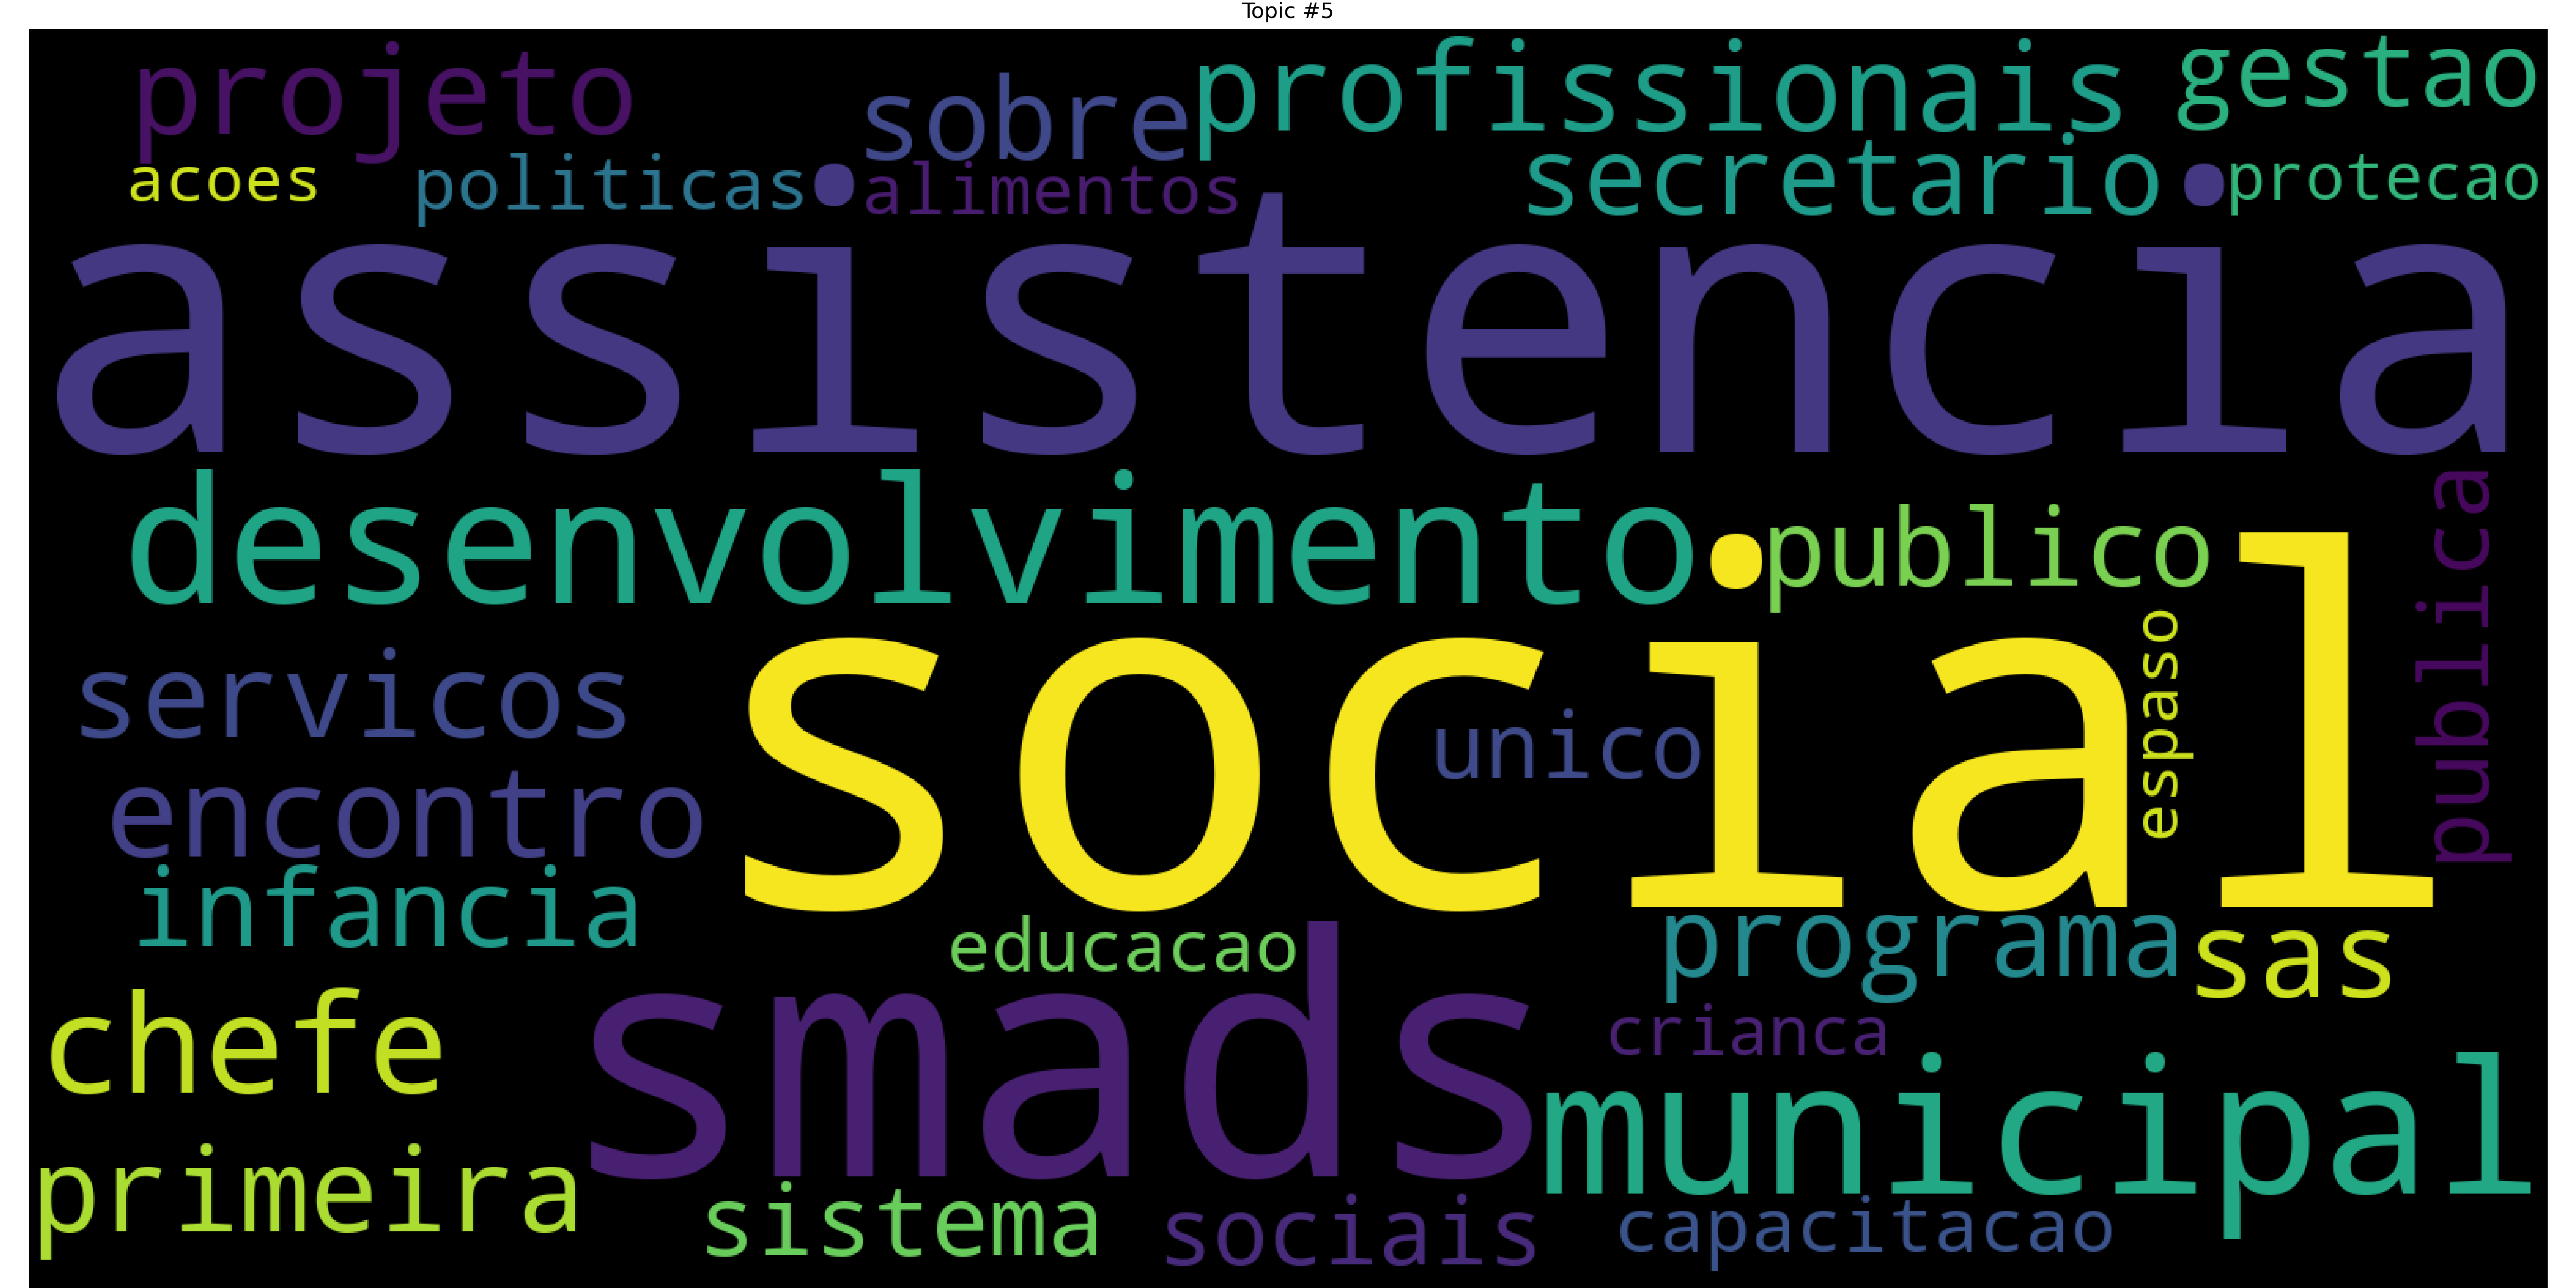 Topic #5
projeto
sobre
profissionais
gestao
acoes
politicas
alimentos
secretario
protecao
assistencia
desenvolvimento
publico
publica
social
espaso
servicos
unico
encontro
infancia
educacao
programa
sas
chefe
smads
crianca
municipal
primeira
sistema
sociais
capacitacao